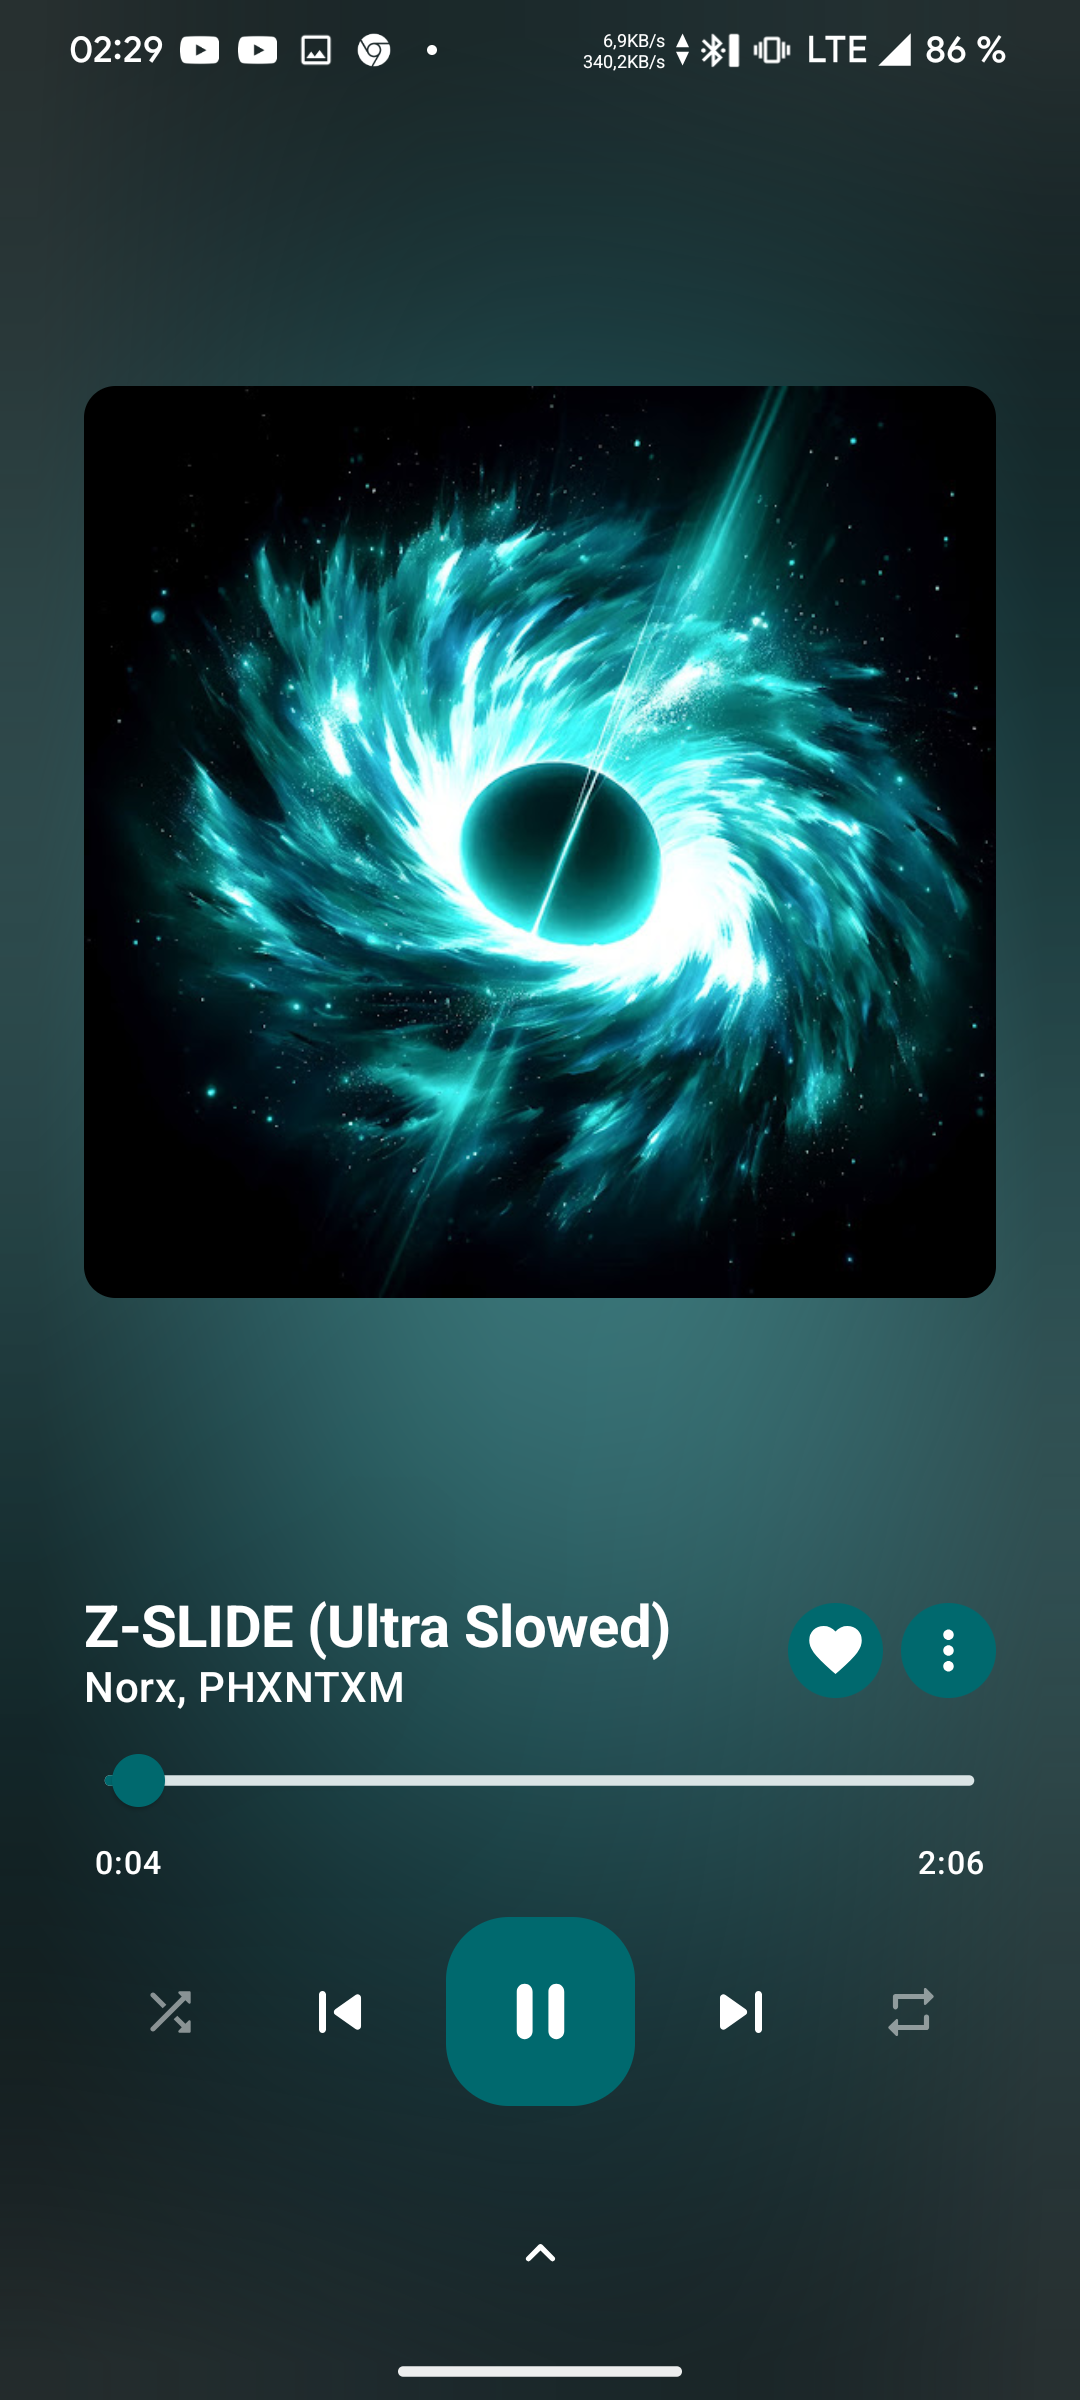 02:29
6,9KB/s
340,2KB/s
LTE
86 %
Z-SLIDE (Ultra Slowed)
Norx, PHXNTXM
0:04
2:06